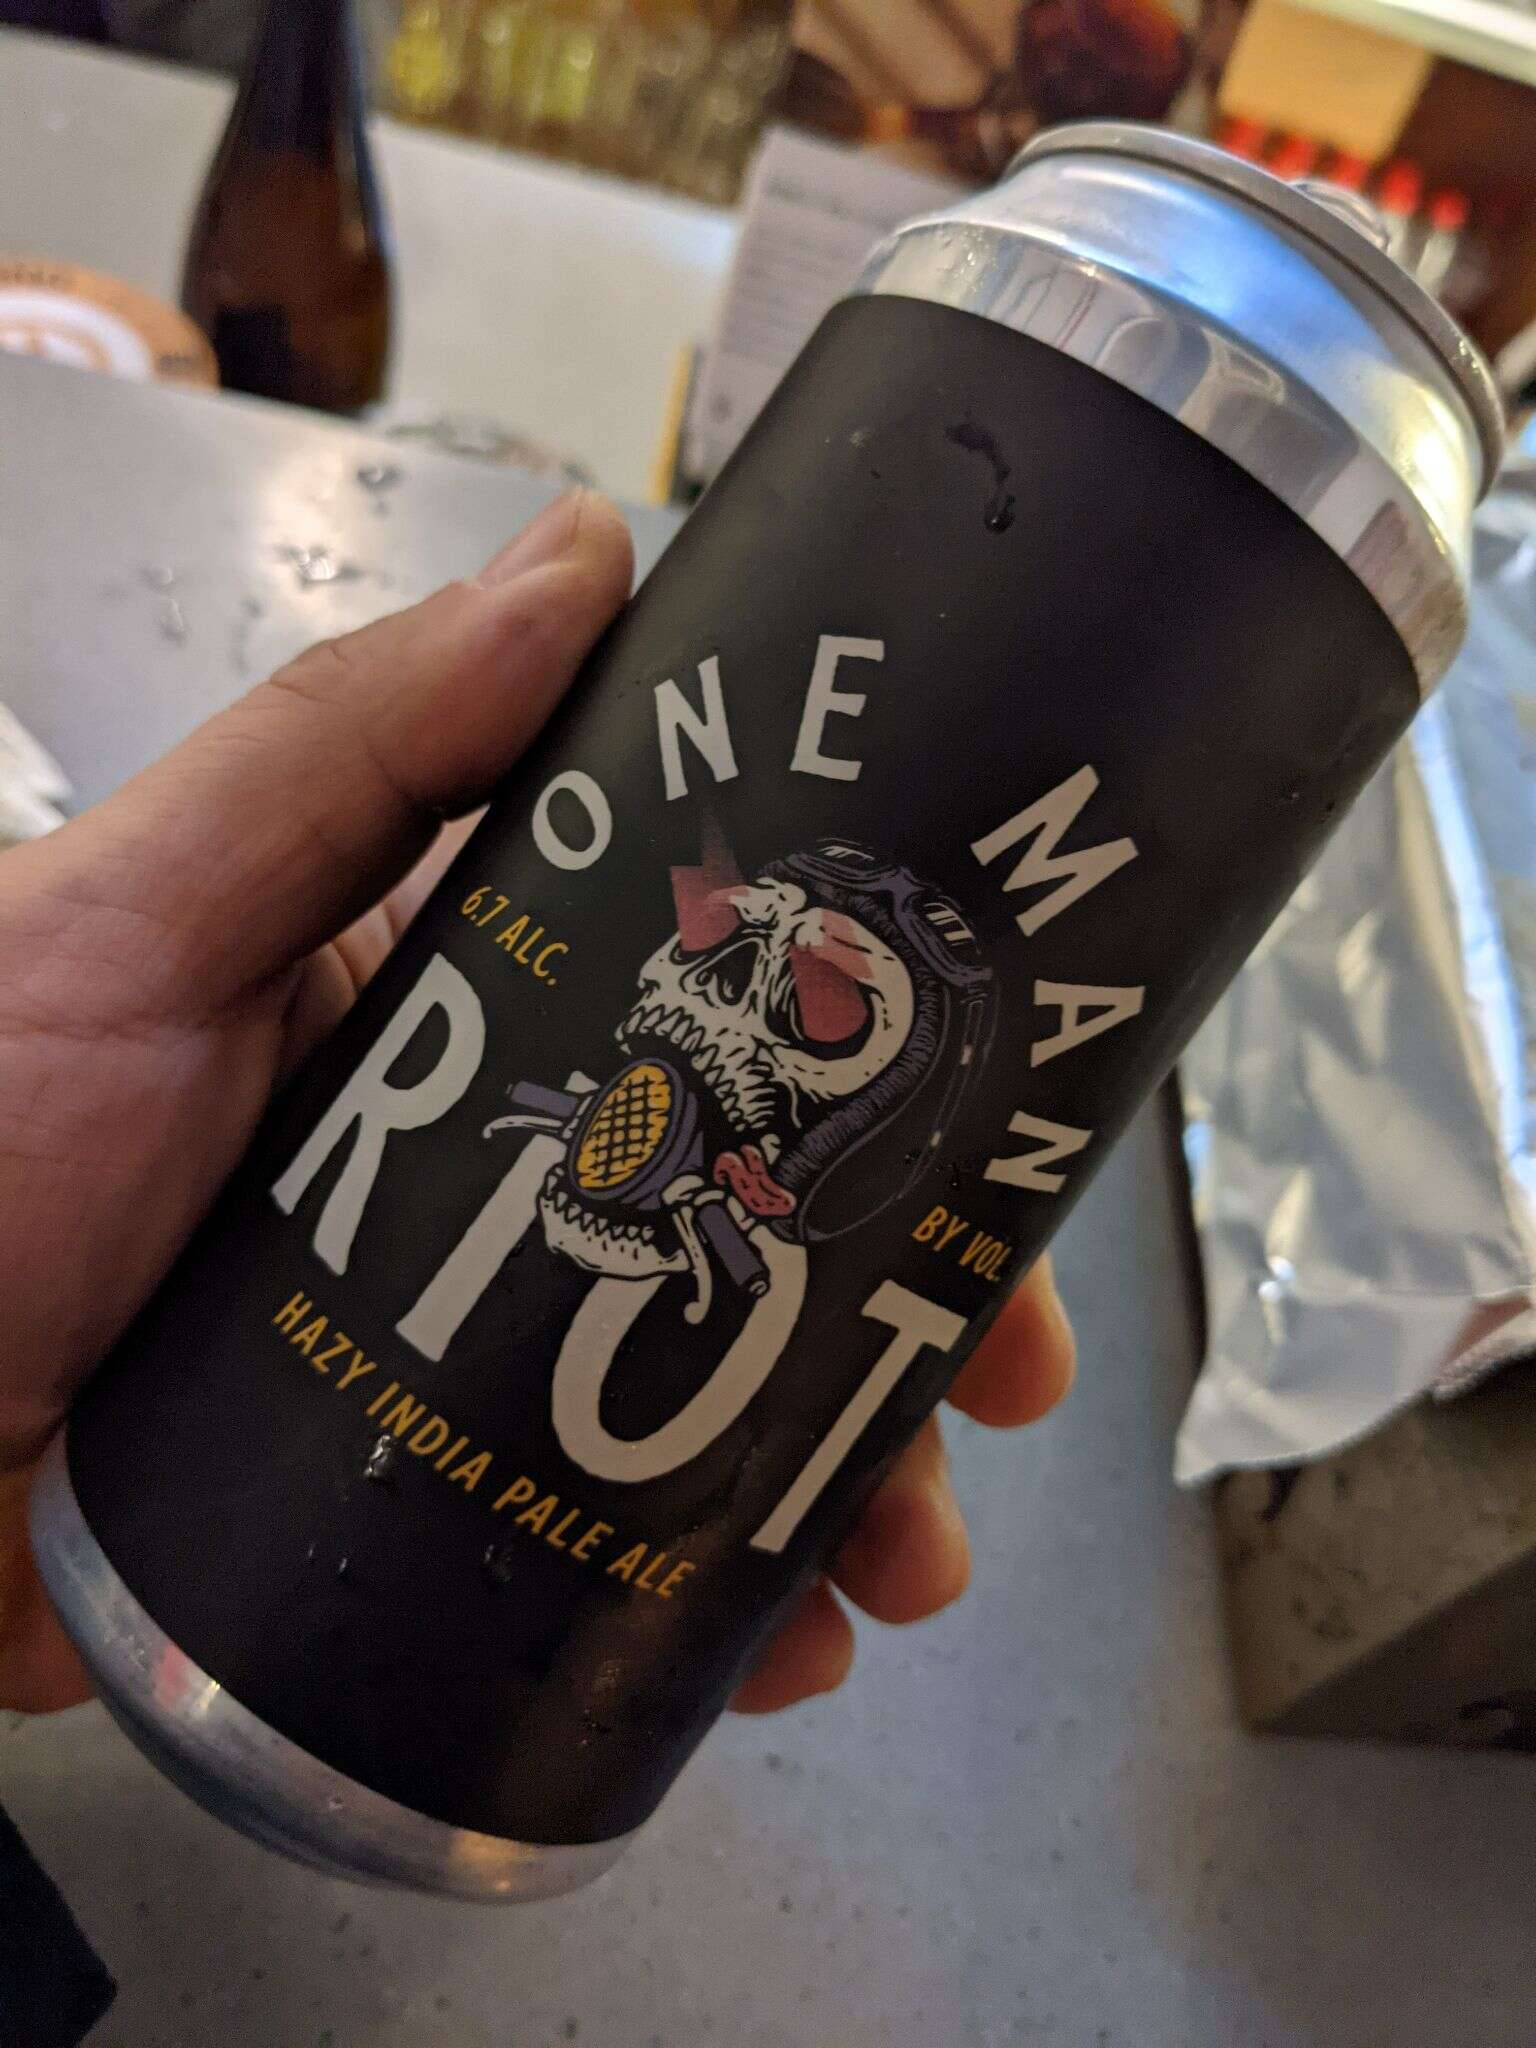 ONE MAN
6.7 ALC. BY VOL.
RIOT
HAZY INDIA PALE ALE